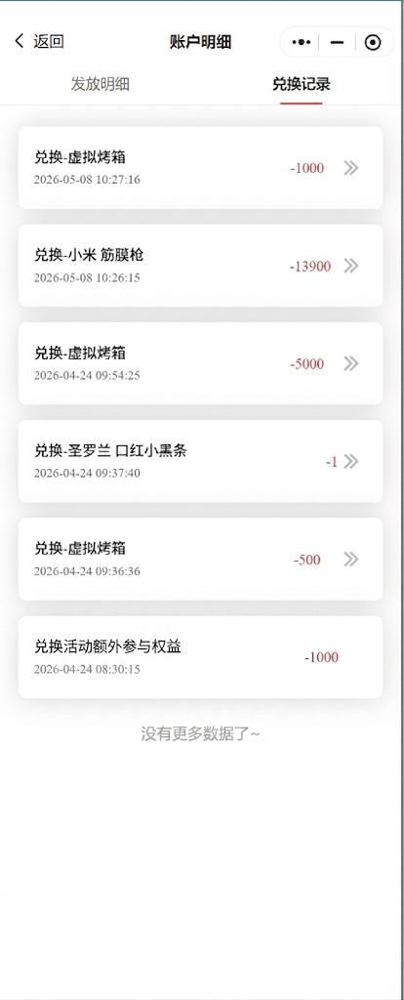 返回
账户明细
发放明细
兑换记录
兑换-虚拟烤箱
2026-05-08 10:27:16
-1000
兑换-小米 筋膜枪
2026-05-08 10:26:15
-13900
兑换-虚拟烤箱
2026-04-24 09:54:25
-5000
兑换-圣罗兰 口红小黑条
2026-04-24 09:37:40
-1
兑换-虚拟烤箱
2026-04-24 09:36:36
-500
兑换活动额外参与权益
2026-04-24 08:30:15
-1000
没有更多数据了~